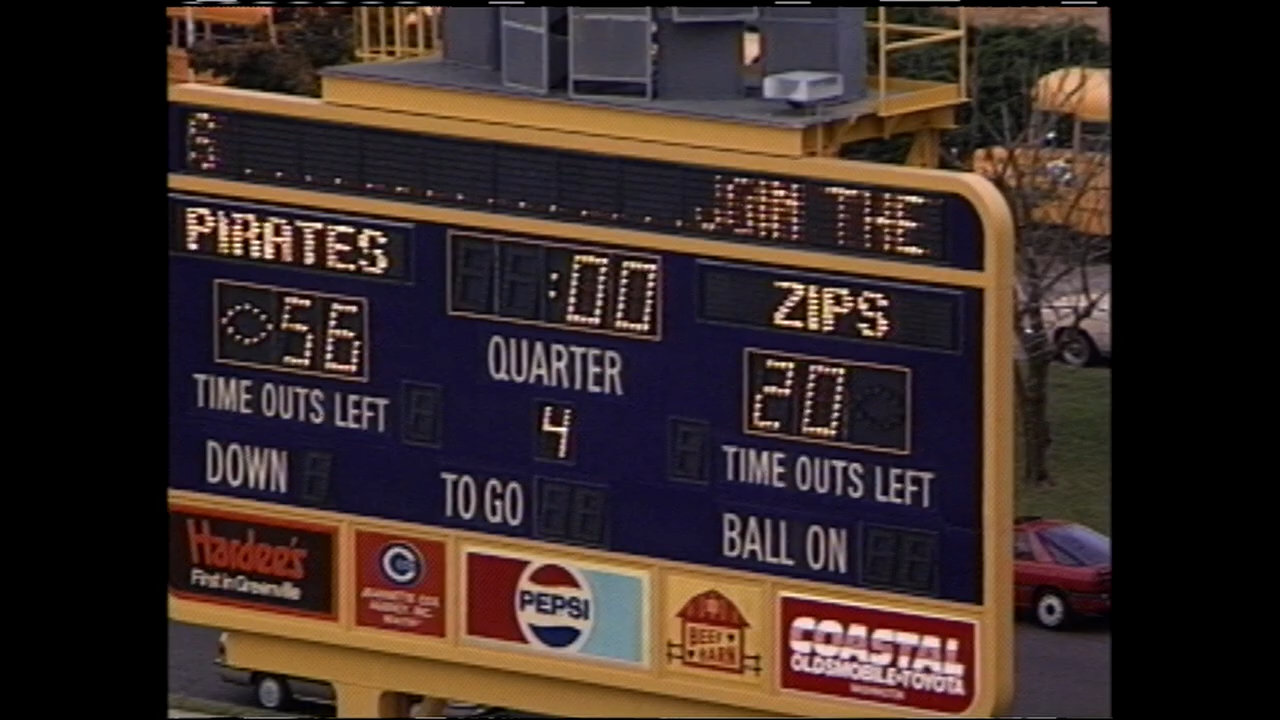 S
JOIN THE
PIRATES
:00
ZIPS
56
QUARTER
20
TIME OUTS LEFT
4
TIME OUTS LEFT
DOWN
TO GO
BALL ON
Hardee's
First in Greenville
PEPSI
BEEF BARN
COASTAL
OLDSMOBILE•TOYOTA